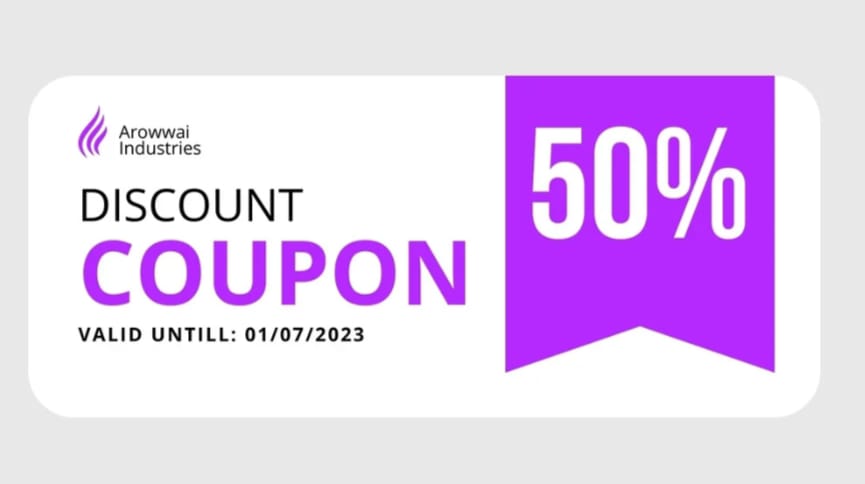 Arowwai
Industries
DISCOUNT
COUPON
VALID UNTILL: 01/07/2023
50%